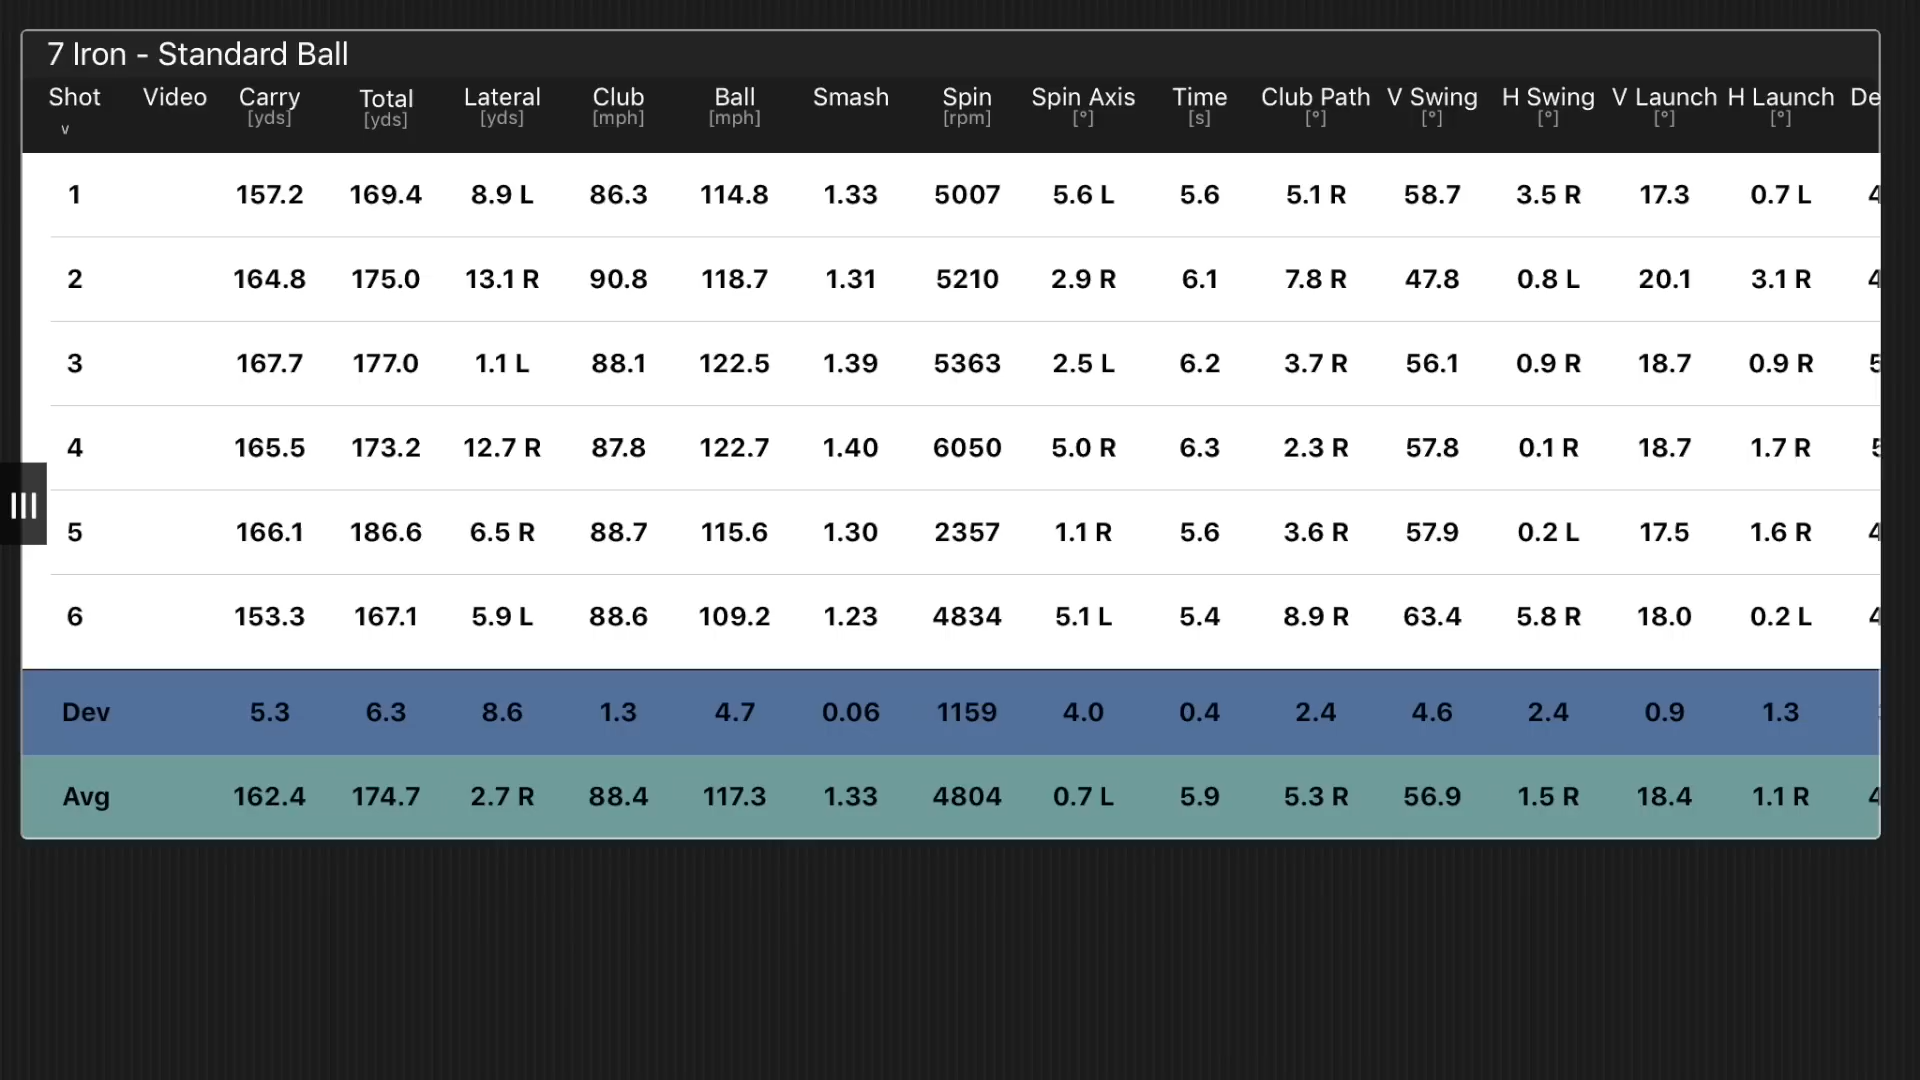 7 Iron - Standard Ball
Shot Video Carry Total Lateral Club Ball Smash Spin Spin Axis Time Club Path V Swing H Swing V Launch H Launch De
[yds] [yds] [yds] [mph] [mph] [rpm] [°] [s] [°] [°] [°] [°] [°]
1 157.2 169.4 8.9 L 86.3 114.8 1.33 5007 5.6 L 5.6 5.1 R 58.7 3.5 R 17.3 0.7 L 4
2 164.8 175.0 13.1 R 90.8 118.7 1.31 5210 2.9 R 6.1 7.8 R 47.8 0.8 L 20.1 3.1 R 4
3 167.7 177.0 1.1 L 88.1 122.5 1.39 5363 2.5 L 6.2 3.7 R 56.1 0.9 R 18.7 0.9 R 5
4 165.5 173.2 12.7 R 87.8 122.7 1.40 6050 5.0 R 6.3 2.3 R 57.8 0.1 R 18.7 1.7 R 5
5 166.1 186.6 6.5 R 88.7 115.6 1.30 2357 1.1 R 5.6 3.6 R 57.9 0.2 L 17.5 1.6 R 4
6 153.3 167.1 5.9 L 88.6 109.2 1.23 4834 5.1 L 5.4 8.9 R 63.4 5.8 R 18.0 0.2 L 4
Dev 5.3 6.3 8.6 1.3 4.7 0.06 1159 4.0 0.4 2.4 4.6 2.4 0.9 1.3
Avg 162.4 174.7 2.7 R 88.4 117.3 1.33 4804 0.7 L 5.9 5.3 R 56.9 1.5 R 18.4 1.1 R 4